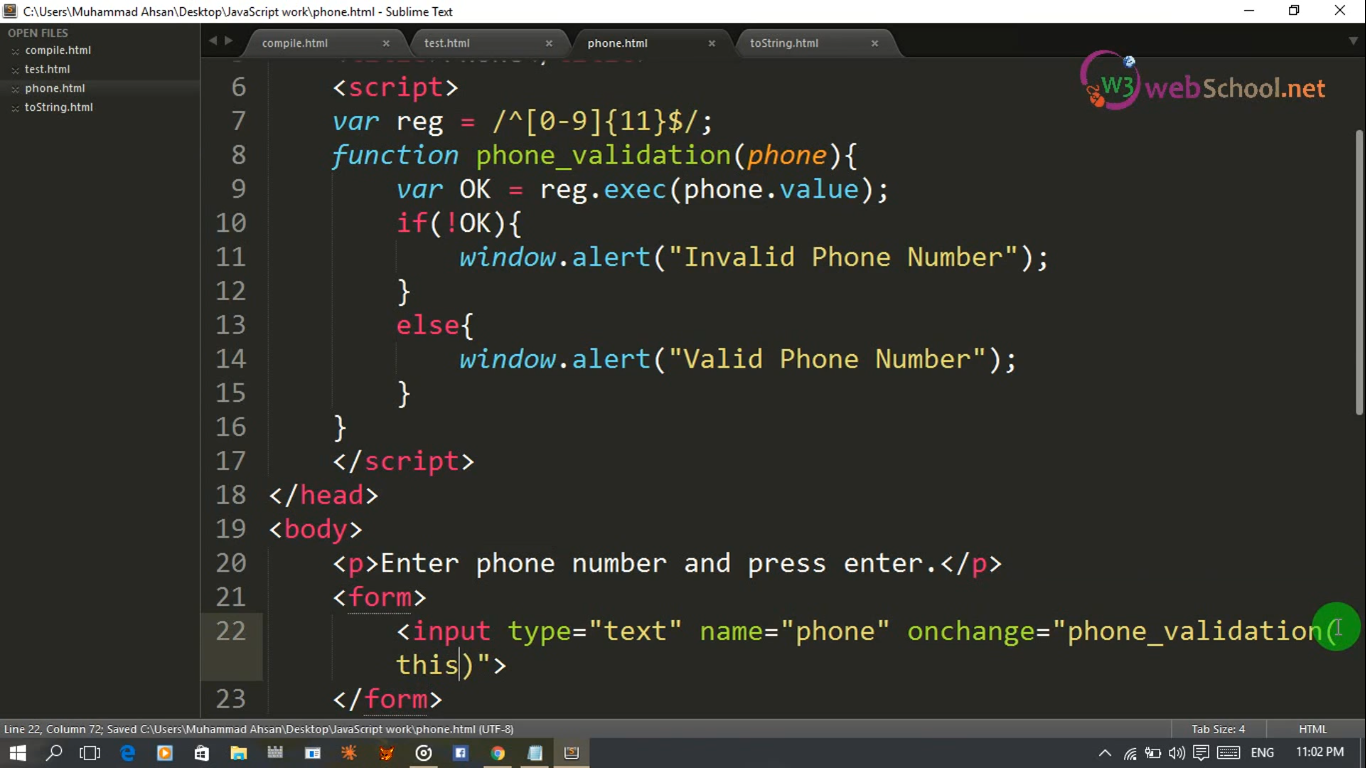 C:\Users\Muhammad Ahsan\Desktop\JavaScript work\phone.html - Sublime Text
OPEN FILES
compile.html
test.html
phone.html
toString.html
compile.html test.html phone.html toString.html
W3 webSchool.net
6 <script>
7 var reg = /^[0-9]{11}$/;
8 function phone_validation(phone){
9 var OK = reg.exec(phone.value);
10 if(!OK){
11 window.alert("Invalid Phone Number");
12 }
13 else{
14 window.alert("Valid Phone Number");
15 }
16 }
17 </script>
18 </head>
19 <body>
20 <p>Enter phone number and press enter.</p>
21 <form>
22 <input type="text" name="phone" onchange="phone_validation(
this)">
23 </form>
Line 22, Column 72; Saved C:\Users\Muhammad Ahsan\Desktop\JavaScript work\phone.html (UTF-8) Tab Size: 4 HTML
ENG 11:02 PM